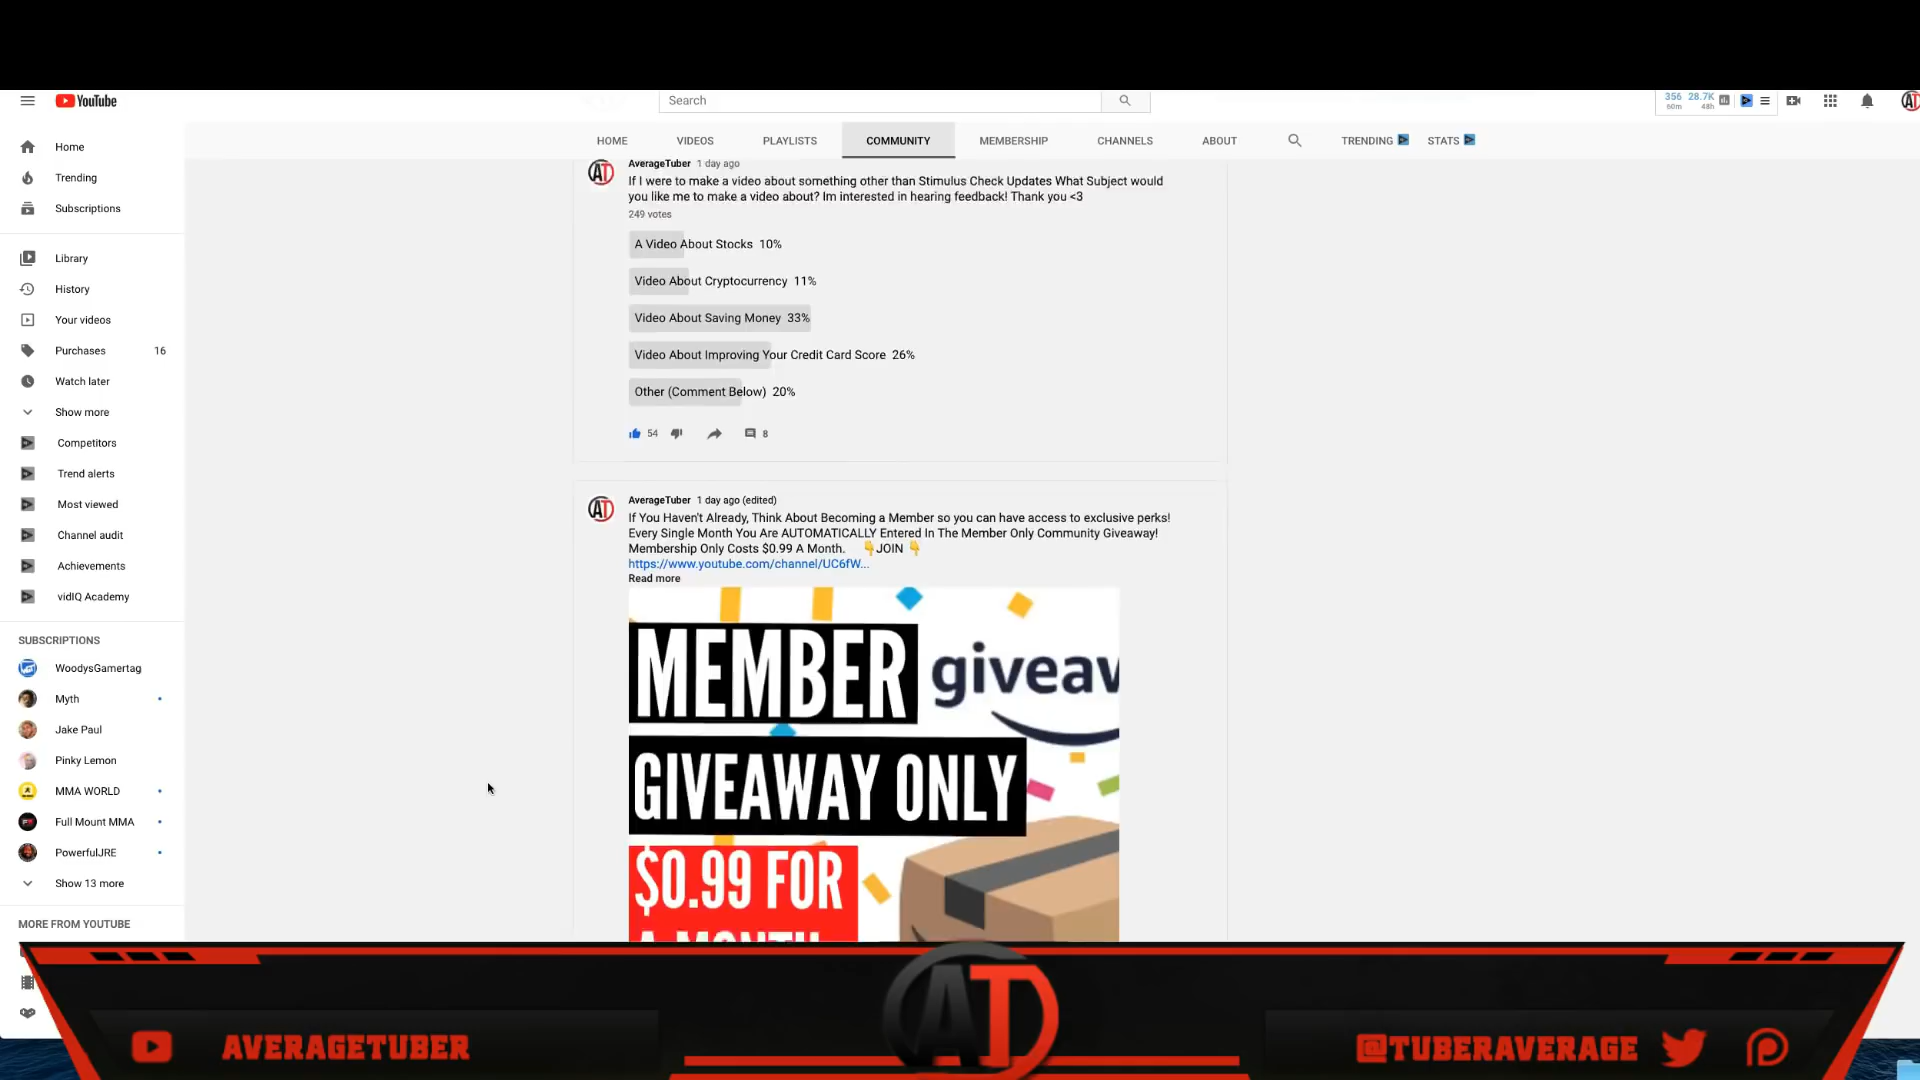 YouTube
Search
356 28.7K
60m 48h
HOME VIDEOS PLAYLISTS COMMUNITY MEMBERSHIP CHANNELS ABOUT TRENDING STATS
Home
Trending
Subscriptions
Library
History
Your videos
Purchases 16
Watch later
Show more
Competitors
Trend alerts
Most viewed
Channel audit
Achievements
vidIQ Academy
SUBSCRIPTIONS
WoodysGamertag
Myth
Jake Paul
Pinky Lemon
MMA WORLD
Full Mount MMA
PowerfulJRE
Show 13 more
MORE FROM YOUTUBE
AverageTuber 1 day ago
If I were to make a video about something other than Stimulus Check Updates What Subject would
you like me to make a video about? Im interested in hearing feedback! Thank you <3
249 votes
A Video About Stocks 10%
Video About Cryptocurrency 11%
Video About Saving Money 33%
Video About Improving Your Credit Card Score 26%
Other (Comment Below) 20%
54 8
AverageTuber 1 day ago (edited)
If You Haven't Already, Think About Becoming a Member so you can have access to exclusive perks!
Every Single Month You Are AUTOMATICALLY Entered In The Member Only Community Giveaway!
Membership Only Costs $0.99 A Month. 👇JOIN 👇
https://www.youtube.com/channel/UC6fW...
Read more
MEMBER giveaw
GIVEAWAY ONLY
$0.99 FOR
A MONTH
AT
AVERAGETUBER
@TUBERAVERAGE